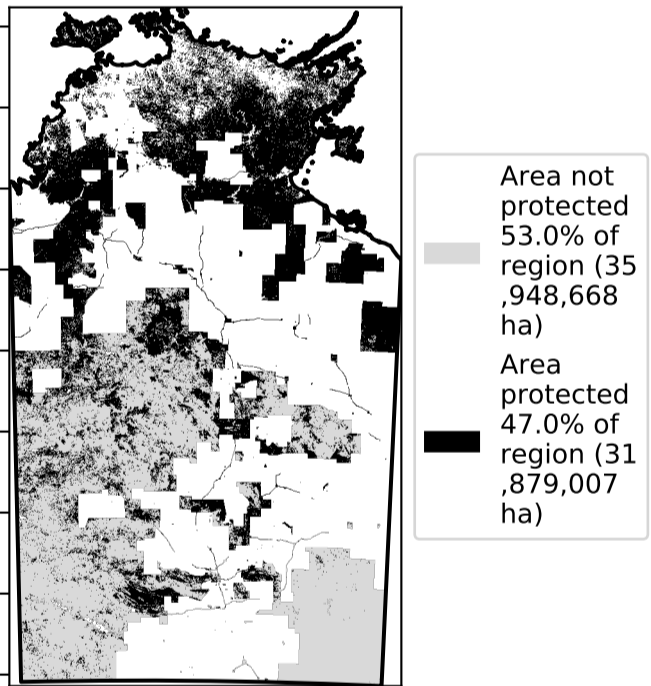 Area not
protected
53.0% of
region (35
,948,668
ha)
Area
protected
47.0% of
region (31
,879,007
ha)